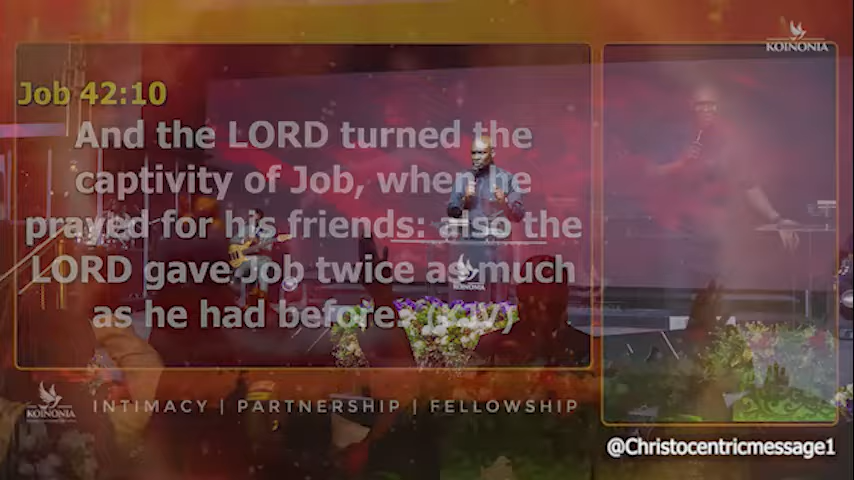 KOINONIA
Job 42:10
And the LORD turned the
captivity of Job, when he
prayed for his friends: also the
LORD gave Job twice as much
as he had before. (KJV)
KOINONIA
KOINONIA
INTIMACY | PARTNERSHIP | FELLOWSHIP
@Christocentricmessage1